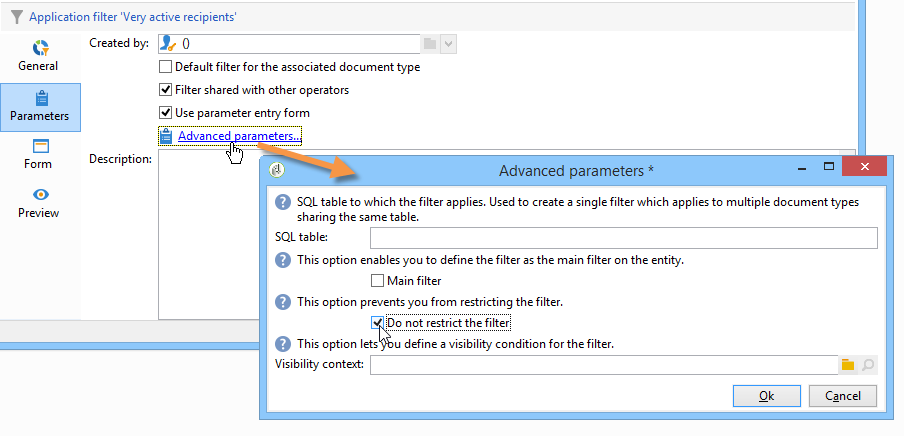 Application filter 'Very active recipients'
General
Parameters
Form
Preview
Created by:
()
Default filter for the associated document type
Filter shared with other operators
Use parameter entry form
Advanced parameters...
Description:
Advanced parameters *
SQL table to which the filter applies. Used to create a single filter which applies to multiple document types
sharing the same table.
SQL table:
This option enables you to define the filter as the main filter on the entity.
Main filter
This option prevents you from restricting the filter.
Do not restrict the filter
This option lets you define a visibility condition for the filter.
Visibility context:
Ok
Cancel